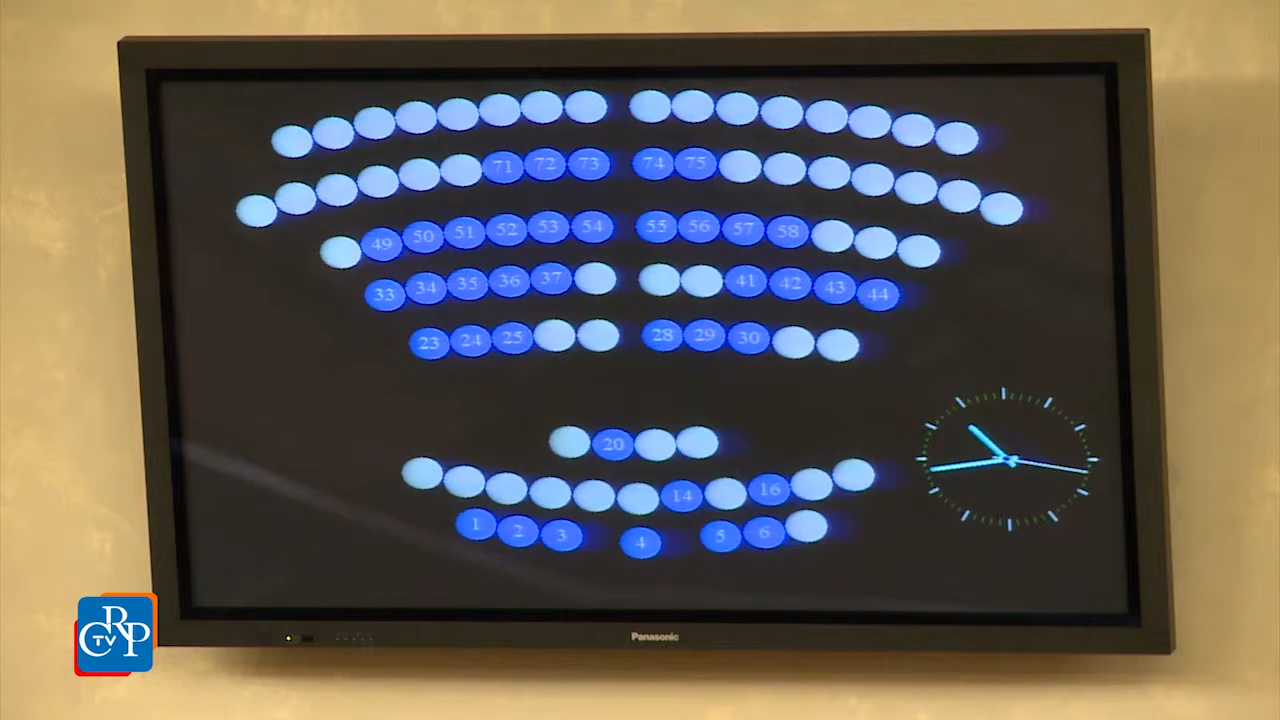 71 72 73 74 75
49 50 51 52 53 54 55 56 57 58
33 34 35 36 37 41 42 43 44
23 24 25 28 29 30
20
14 16
1 2 3 4 5 6
Panasonic
CRP
TV